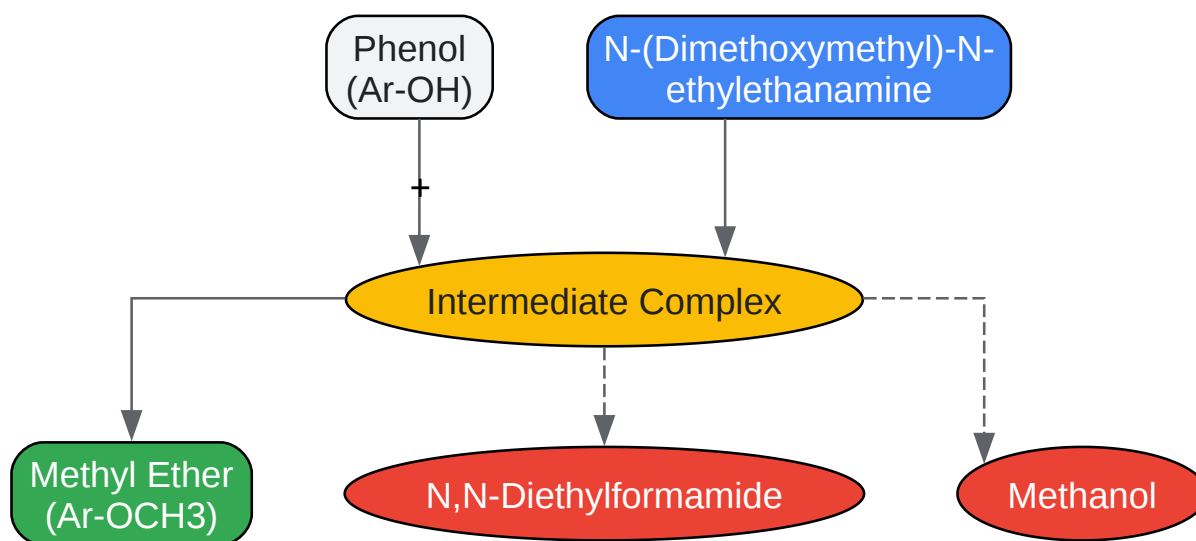 Phenol
(Ar-OH)
N-(Dimethoxymethyl)-N-
ethylethanamine
+
Intermediate Complex
Methyl Ether
(Ar-OCH3)
N,N-Diethylformamide
Methanol